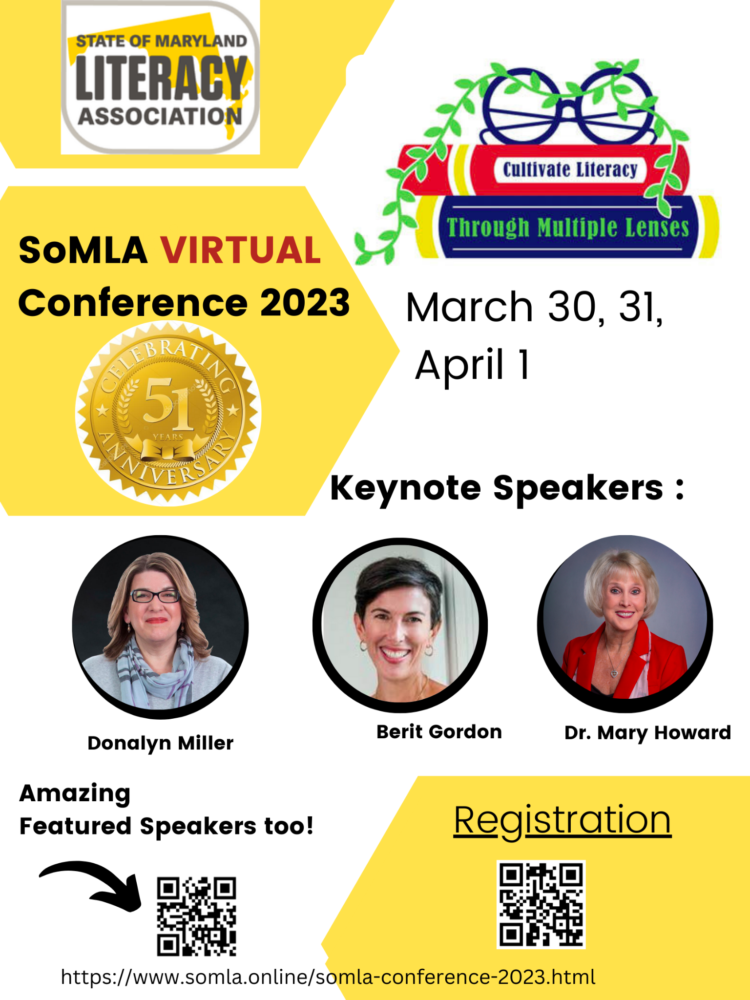 STATE OF MARYLAND
LITERACY
ASSOCIATION
Cultivate Literacy
Through Multiple Lenses
SoMLA VIRTUAL
Conference 2023
March 30, 31,
April 1
CELEBRATING
51
YEARS
ANNIVERSARY
Keynote Speakers :
Donalyn Miller
Berit Gordon
Dr. Mary Howard
Amazing
Featured Speakers too!
Registration
https://www.somla.online/somla-conference-2023.html